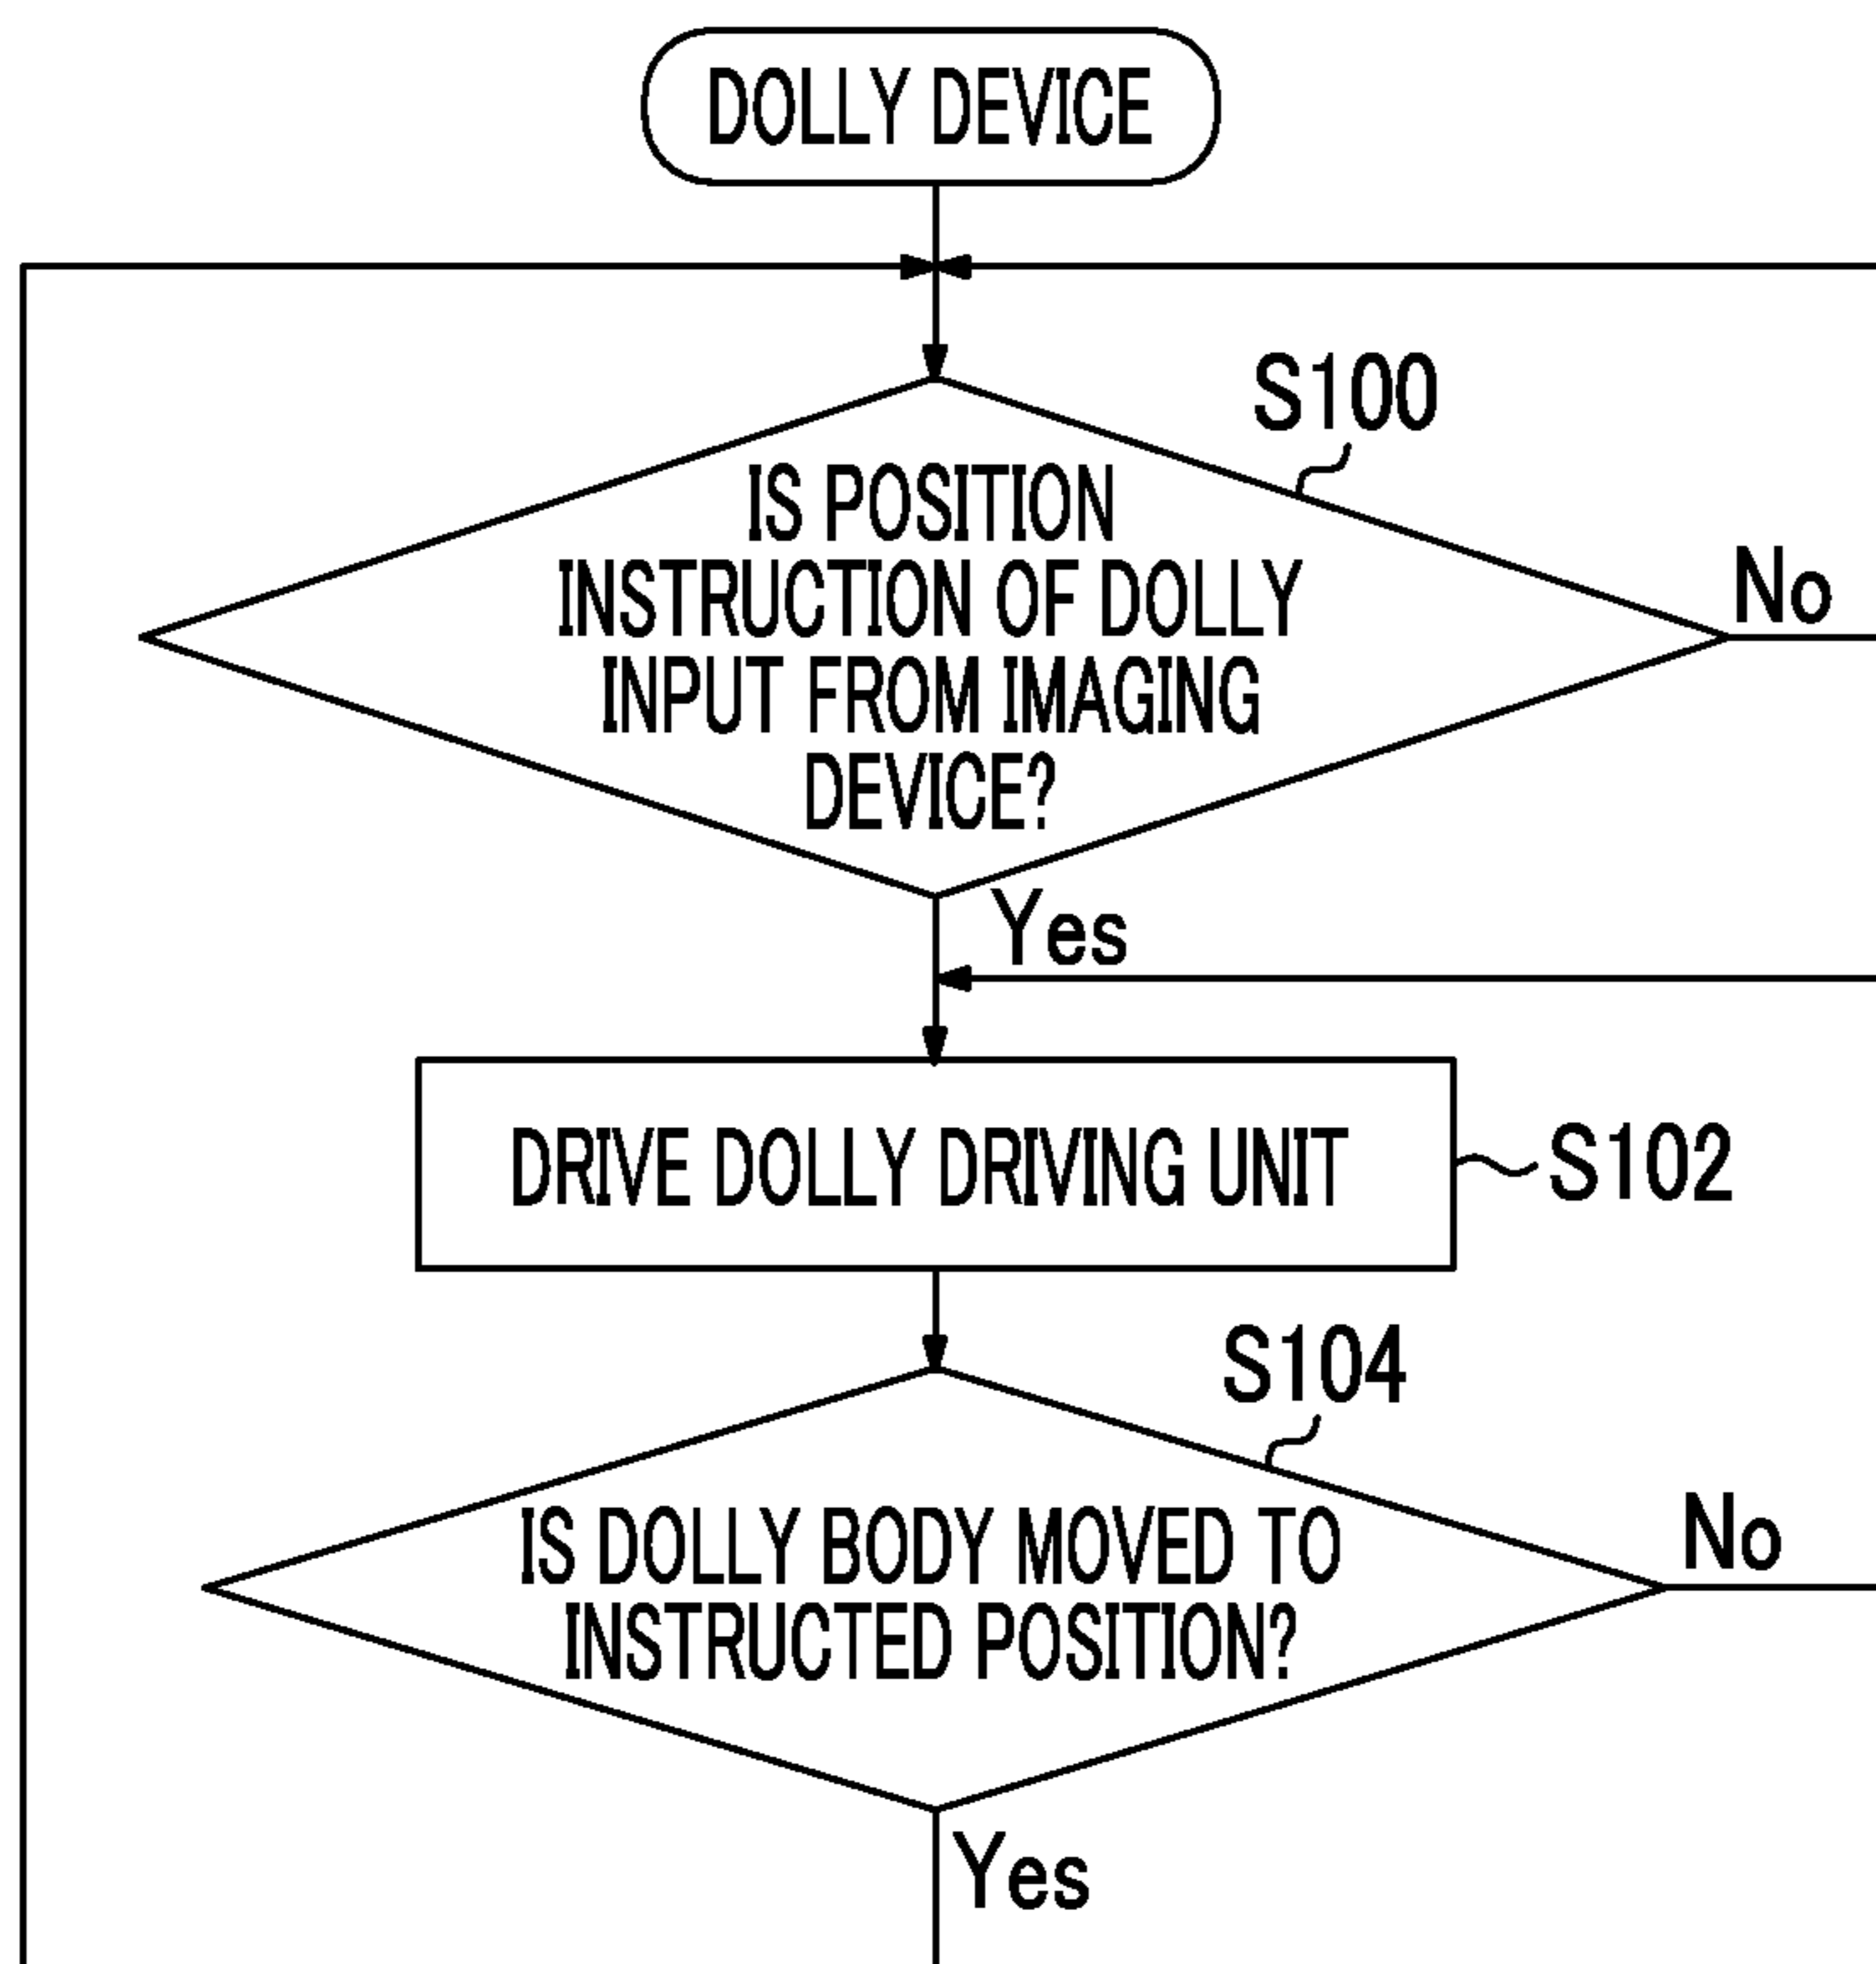 DOLLY DEVICE
S100
IS POSITION
INSTRUCTION OF DOLLY
INPUT FROM IMAGING
DEVICE?
No
Yes
DRIVE DOLLY DRIVING UNIT
S102
S104
IS DOLLY BODY MOVED TO
INSTRUCTED POSITION?
No
Yes